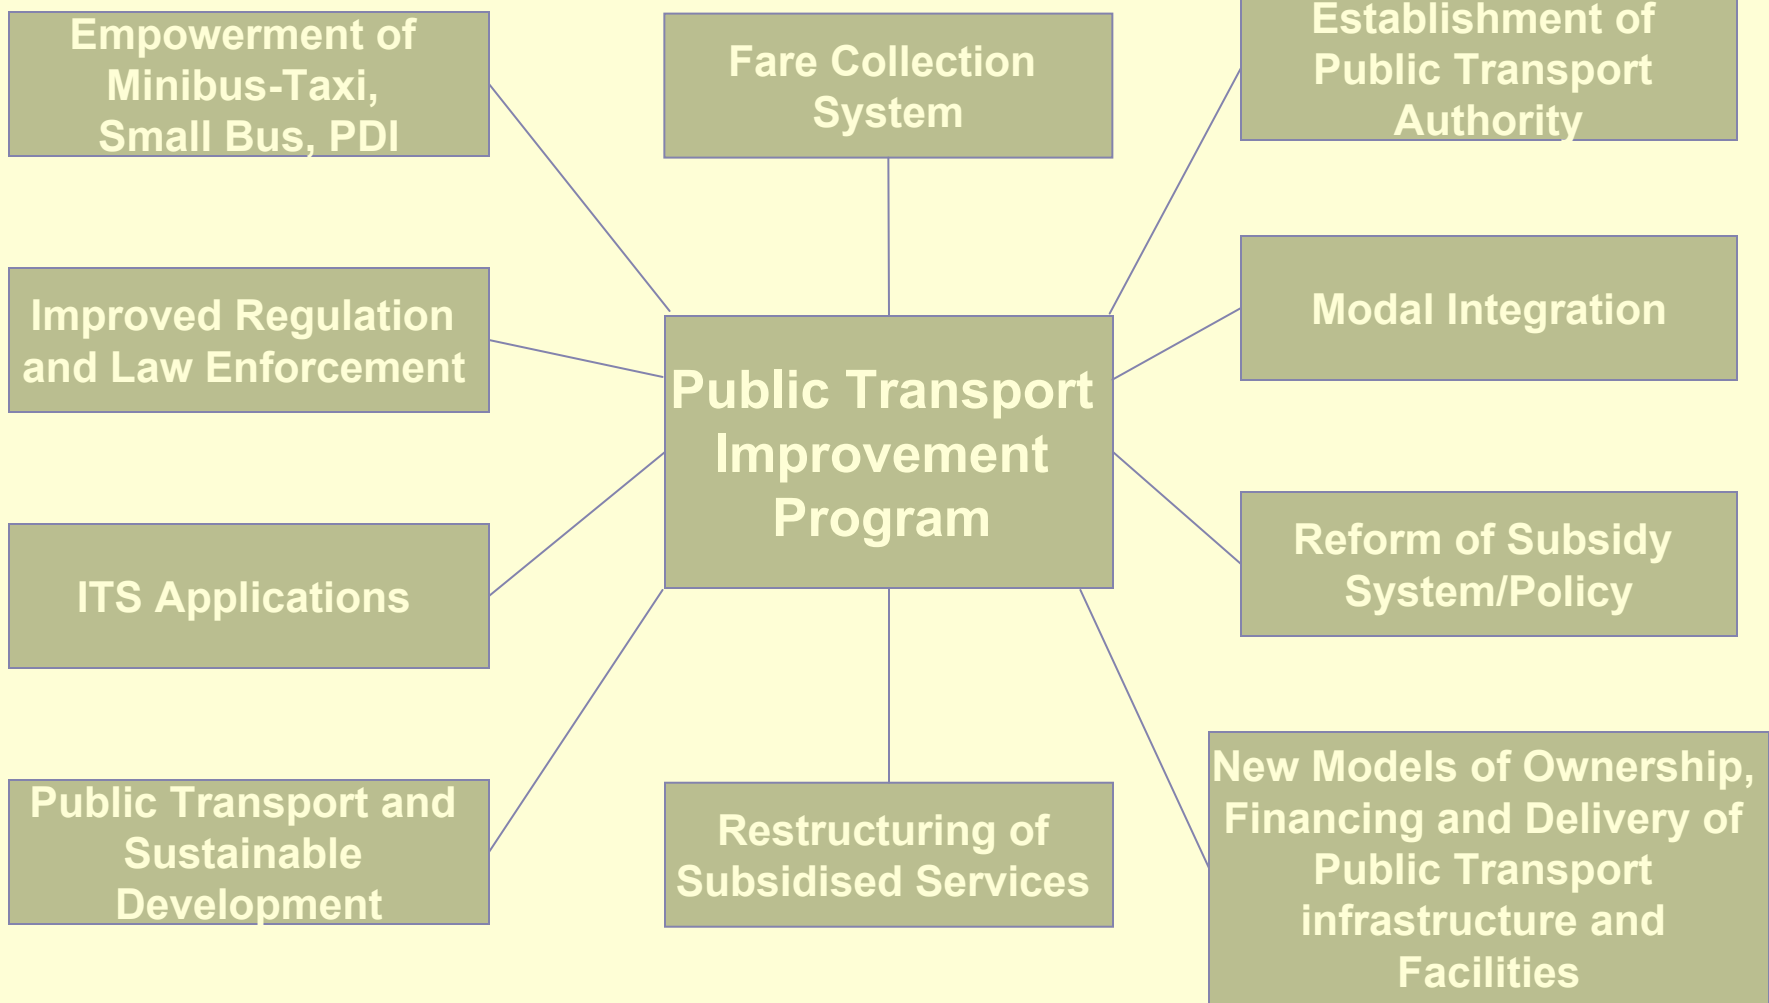 Empowerment of
Minibus-Taxi,
Small Bus, PDI
Fare Collection
System
Establishment of
Public Transport
Authority
Improved Regulation
and Law Enforcement
Modal Integration
Public Transport
Improvement
Program
ITS Applications
Reform of Subsidy
System/Policy
Public Transport and
Sustainable
Development
Restructuring of
Subsidised Services
New Models of Ownership,
Financing and Delivery of
Public Transport
infrastructure and
Facilities